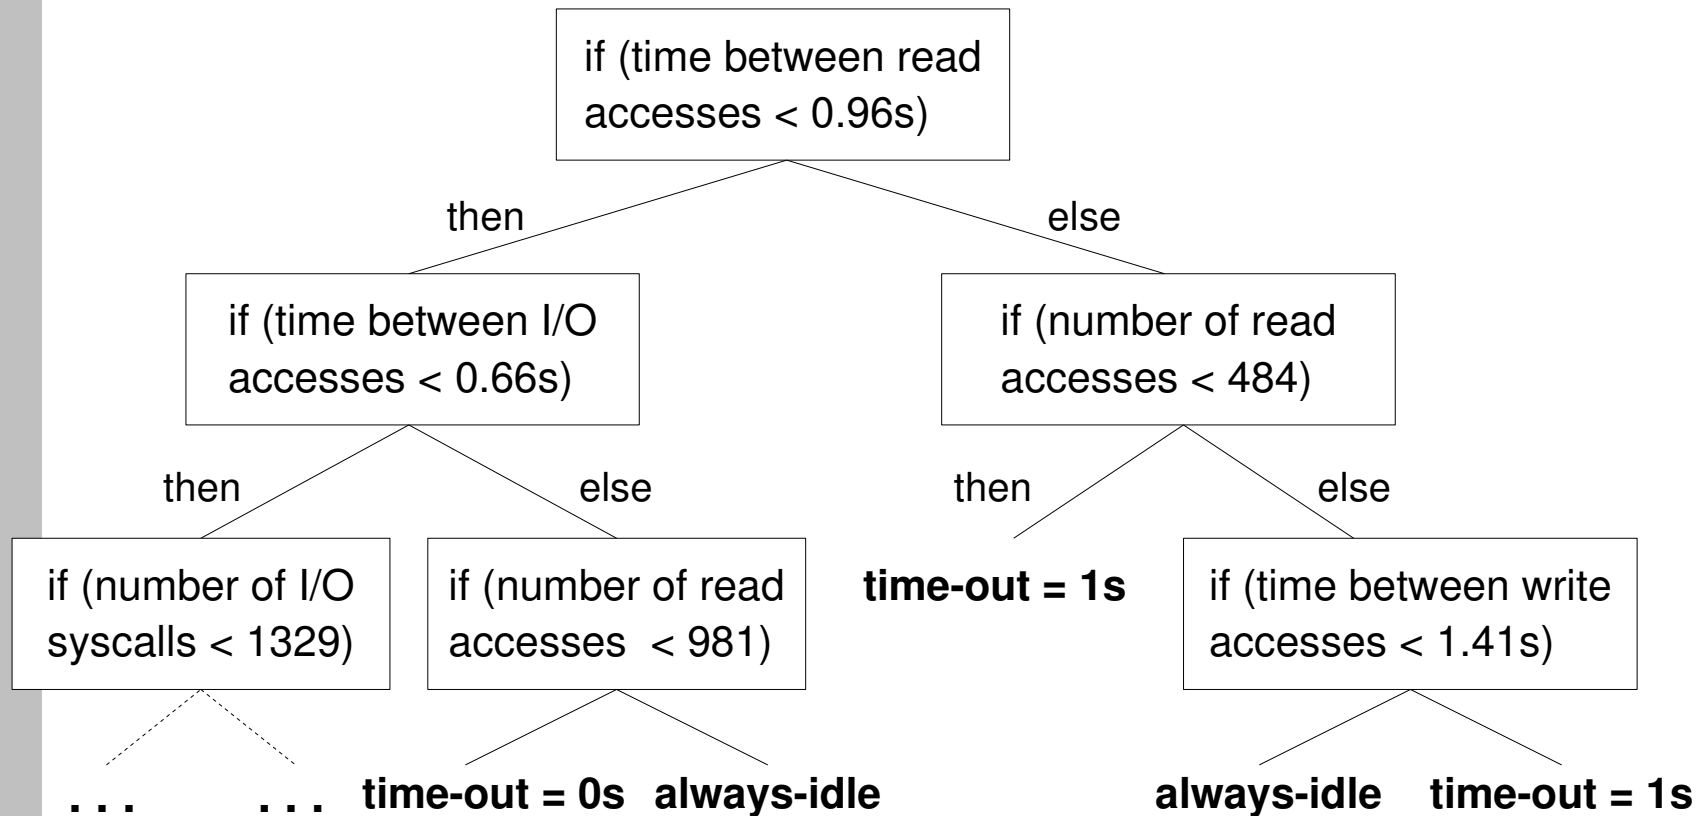 if (time between read
accesses < 0.96s)
then
else
if (time between I/O
accesses < 0.66s)
if (number of read
accesses < 484)
then
else
then
else
if (number of I/O
syscalls < 1329)
if (number of read
accesses < 981)
time-out = 1s
if (time between write
accesses < 1.41s)
. . .
. . .
time-out = 0s
always-idle
always-idle
time-out = 1s